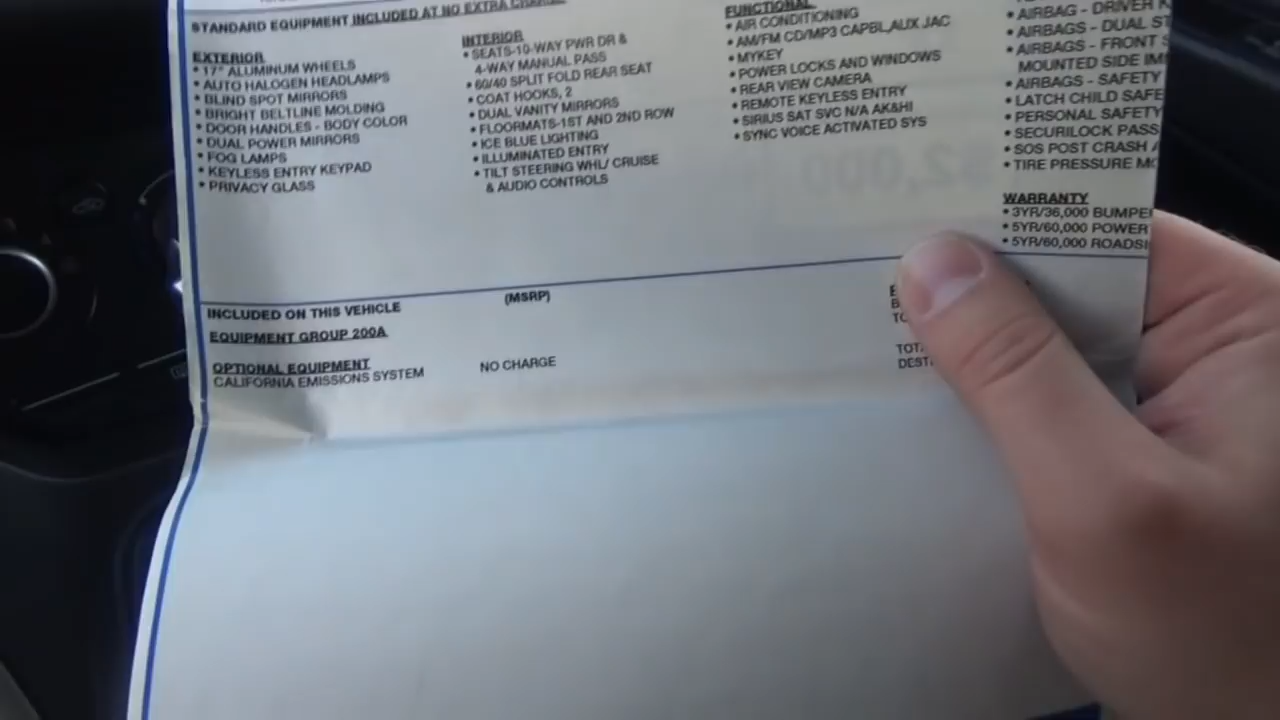 STANDARD EQUIPMENT INCLUDED AT NO EXTRA CHARGE
EXTERIOR
• 17" ALUMINUM WHEELS
• AUTO HALOGEN HEADLAMPS
• BLIND SPOT MIRRORS
• BRIGHT BELTLINE MOLDING
• DOOR HANDLES - BODY COLOR
• DUAL POWER MIRRORS
• FOG LAMPS
• KEYLESS ENTRY KEYPAD
• PRIVACY GLASS
INTERIOR
• SEATS-10-WAY PWR DR &
4-WAY MANUAL PASS
• 60/40 SPLIT FOLD REAR SEAT
• COAT HOOKS, 2
• DUAL VANITY MIRRORS
• FLOORMATS-1ST AND 2ND ROW
• ICE BLUE LIGHTING
• ILLUMINATED ENTRY
• TILT STEERING WHL/ CRUISE
& AUDIO CONTROLS
FUNCTIONAL
• AIR CONDITIONING
• AM/FM CD/MP3 CAPBL,AUX JAC
• MYKEY
• POWER LOCKS AND WINDOWS
• REAR VIEW CAMERA
• REMOTE KEYLESS ENTRY
• SIRIUS SAT SVC N/A AK&HI
• SYNC VOICE ACTIVATED SYS
• AIRBAG - DRIVER K
• AIRBAGS - DUAL ST
• AIRBAGS - FRONT S
MOUNTED SIDE IM
• AIRBAGS - SAFETY
• LATCH CHILD SAFE
• PERSONAL SAFETY
• SECURILOCK PASS
• SOS POST CRASH A
• TIRE PRESSURE MO
WARRANTY
• 3YR/36,000 BUMPE
• 5YR/60,000 POWER
• 5YR/60,000 ROADSI
INCLUDED ON THIS VEHICLE (MSRP)
EQUIPMENT GROUP 200A
OPTIONAL EQUIPMENT
CALIFORNIA EMISSIONS SYSTEM NO CHARGE
TOT
DEST